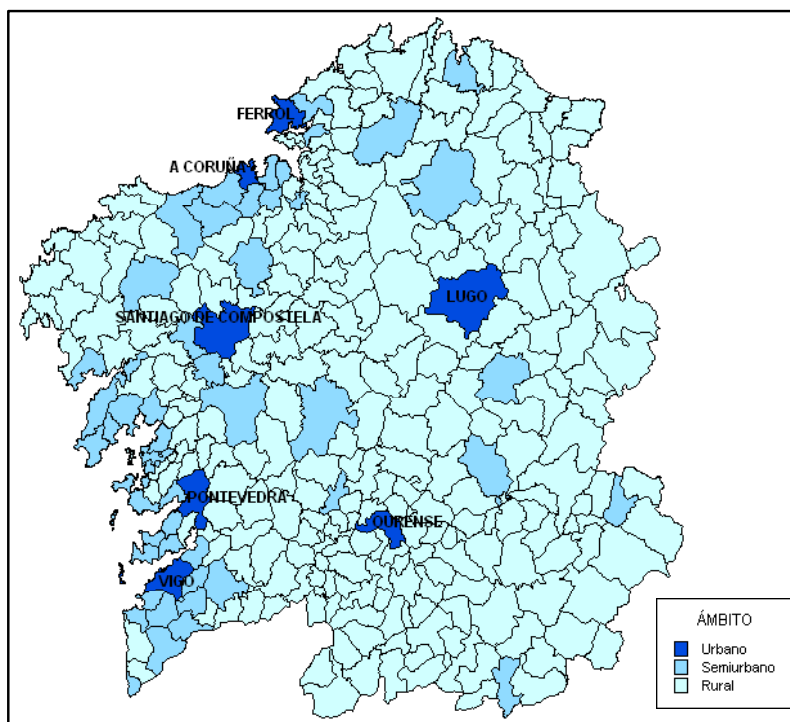 FERROL
A CORUÑA
LUGO
SANTIAGO DE COMPOSTELA
PONTEVEDRA
OURENSE
VIGO
ÁMBITO
Urbano
Semiurbano
Rural